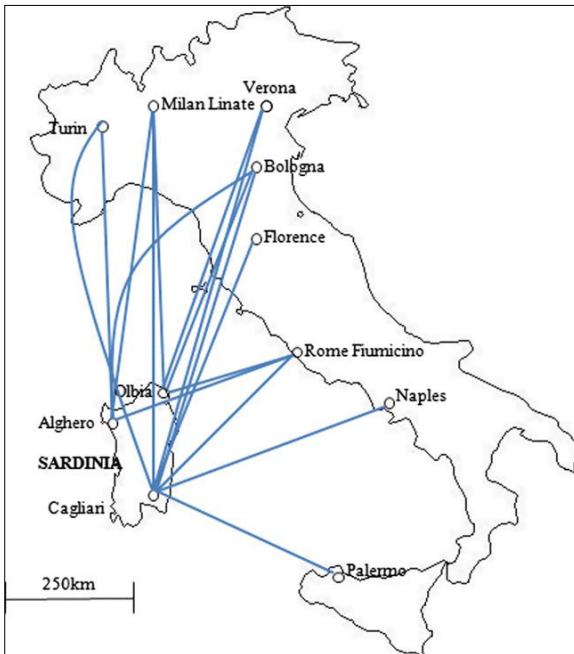 Verona
Milan Linate
Turin
Bologna
Florence
Rome Fiumicino
Olbia
Naples
Alghero
SARDINIA
Cagliari
Palermo
250km